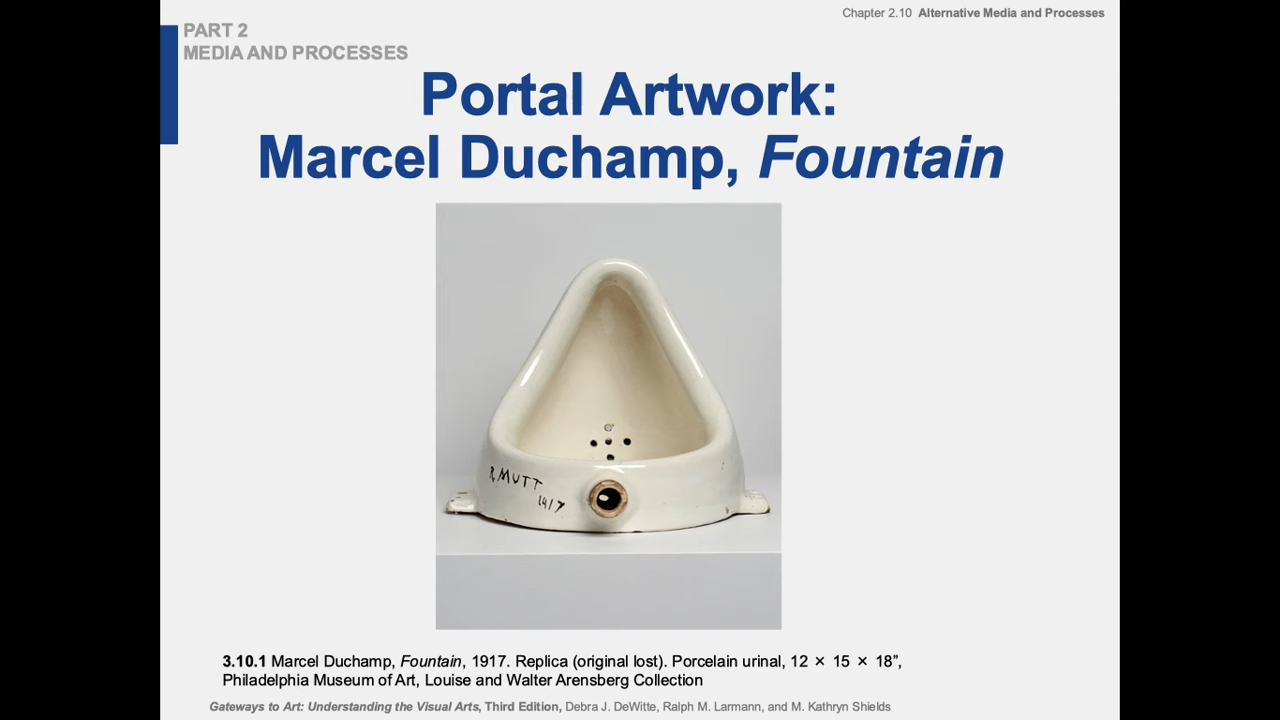 Chapter 2.10 Alternative Media and Processes
PART 2
MEDIA AND PROCESSES
Portal Artwork:
Marcel Duchamp, Fountain
R. MUTT
1917
3.10.1 Marcel Duchamp, Fountain, 1917. Replica (original lost). Porcelain urinal, 12 × 15 × 18”,
Philadelphia Museum of Art, Louise and Walter Arensberg Collection
Gateways to Art: Understanding the Visual Arts, Third Edition, Debra J. DeWitte, Ralph M. Larmann, and M. Kathryn Shields